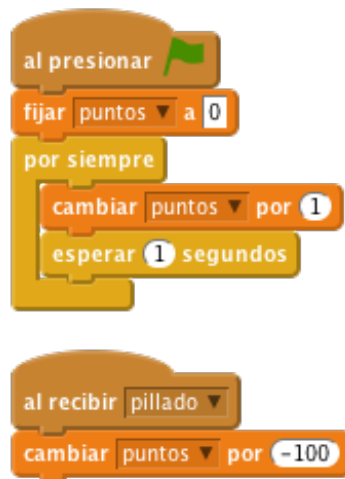 al presionar
fijar puntos a 0
por siempre
cambiar puntos por 1
esperar 1 segundos
al recibir pillado
cambiar puntos por -100